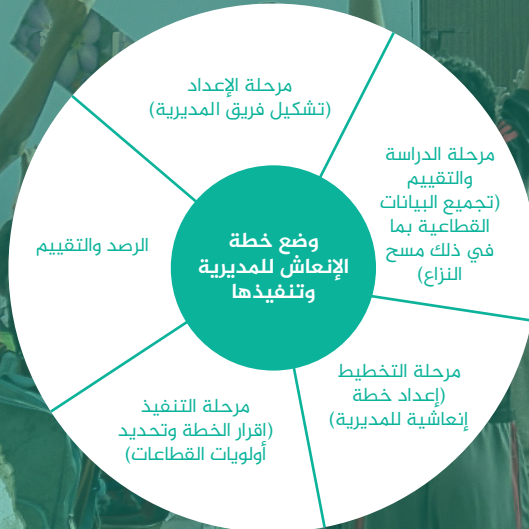 وضع خطة
الإنعاش للمديرية
وتنفيذها
مرحلة الإعداد
(تشكيل فريق المديرية)
مرحلة الدراسة
والتقييم
(تجميع البيانات
القطاعية بما
في ذلك مسح
النزاع)
مرحلة التخطيط
(إعداد خطة
إنعاشية للمديرية)
مرحلة التنفيذ
(اقرار الخطة وتحديد
أولويات القطاعات)
الرصد والتقييم